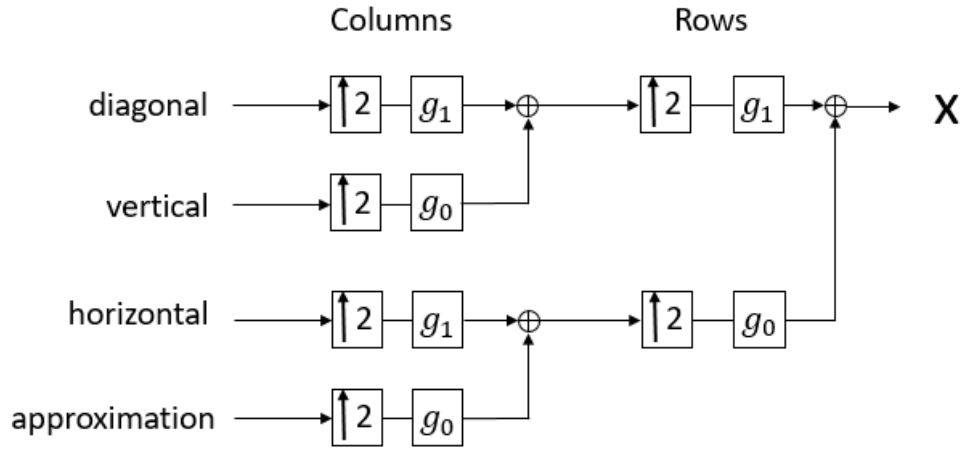 Columns Rows
diagonal 2 g₁ 2 g₁ X
vertical 2 g₀
horizontal 2 g₁ 2 g₀
approximation 2 g₀